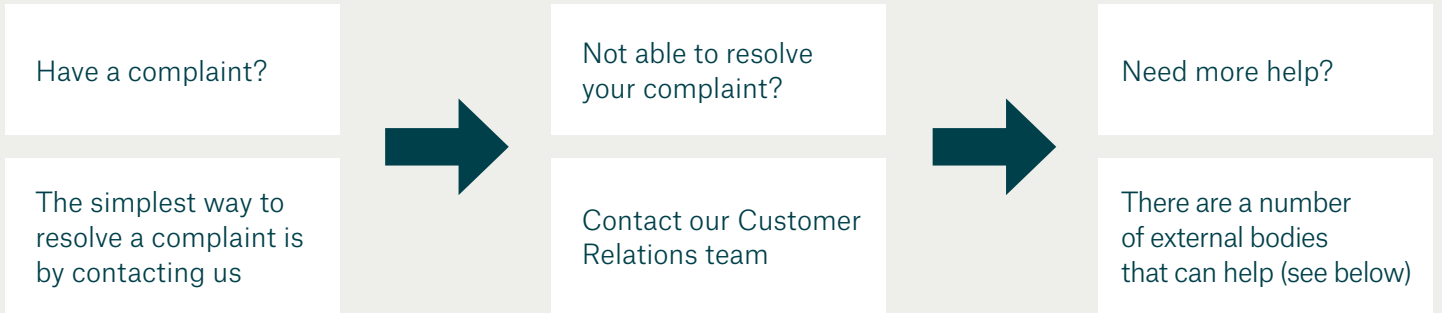 Have a complaint?
The simplest way to
resolve a complaint is
by contacting us
Not able to resolve
your complaint?
Contact our Customer
Relations team
Need more help?
There are a number
of external bodies
that can help (see below)